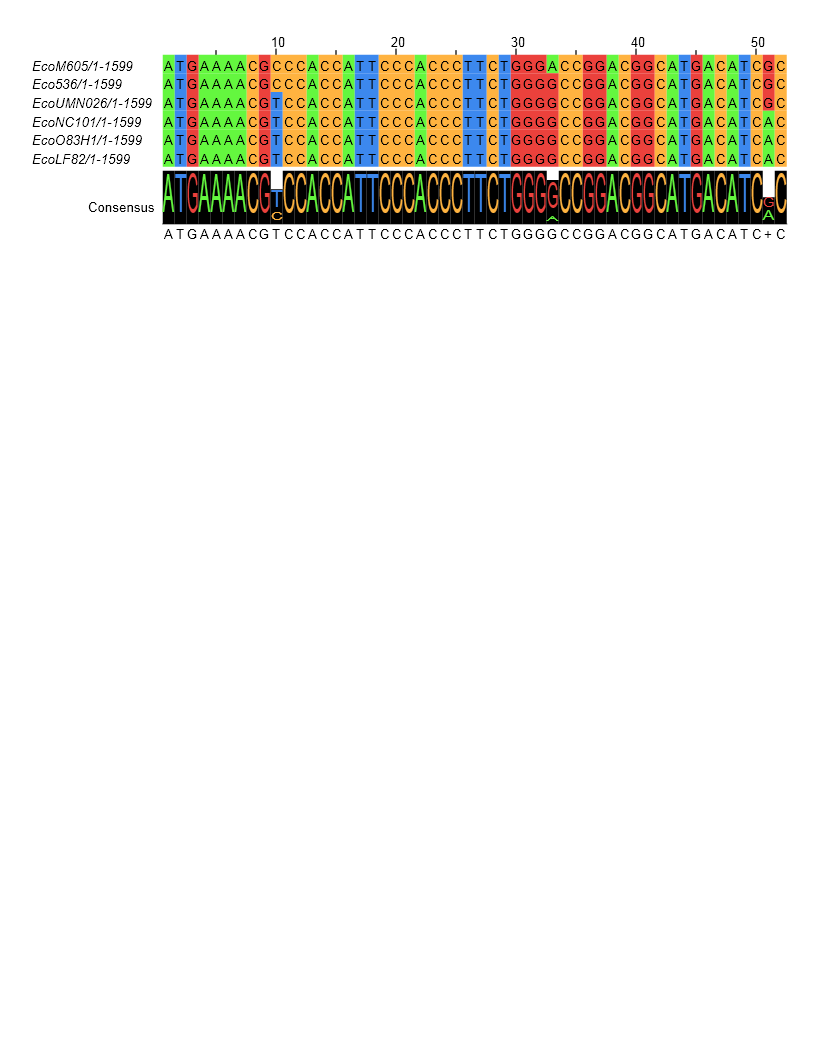 10 20 30 40 50
EcoM605/1-1599 ATGAAAACGCCCACCATTCCCACCCTTCTGGGACCGGACGGCATGACATCGC
Eco536/1-1599 ATGAAAACGCCCACCATTCCCACCCTTCTGGGGCCGGACGGCATGACATCGC
EcoUMN026/1-1599 ATGAAAACGTCCACCATTCCCACCCTTCTGGGGCCGGACGGCATGACATCGC
EcoNC101/1-1599 ATGAAAACGTCCACCATTCCCACCCTTCTGGGGCCGGACGGCATGACATCAC
EcoO83H1/1-1599 ATGAAAACGTCCACCATTCCCACCCTTCTGGGGCCGGACGGCATGACATCAC
EcoLF82/1-1599 ATGAAAACGTCCACCATTCCCACCCTTCTGGGGCCGGACGGCATGACATCAC
Consensus ATGAAAACGTCCACCATTCCCACCCTTCTGGGGCCGGACGGCATGACATCGC
C A A
ATGAAAACGTCCACCATTCCCACCCTTCTGGGGCCGGACGGCATGACATC+C